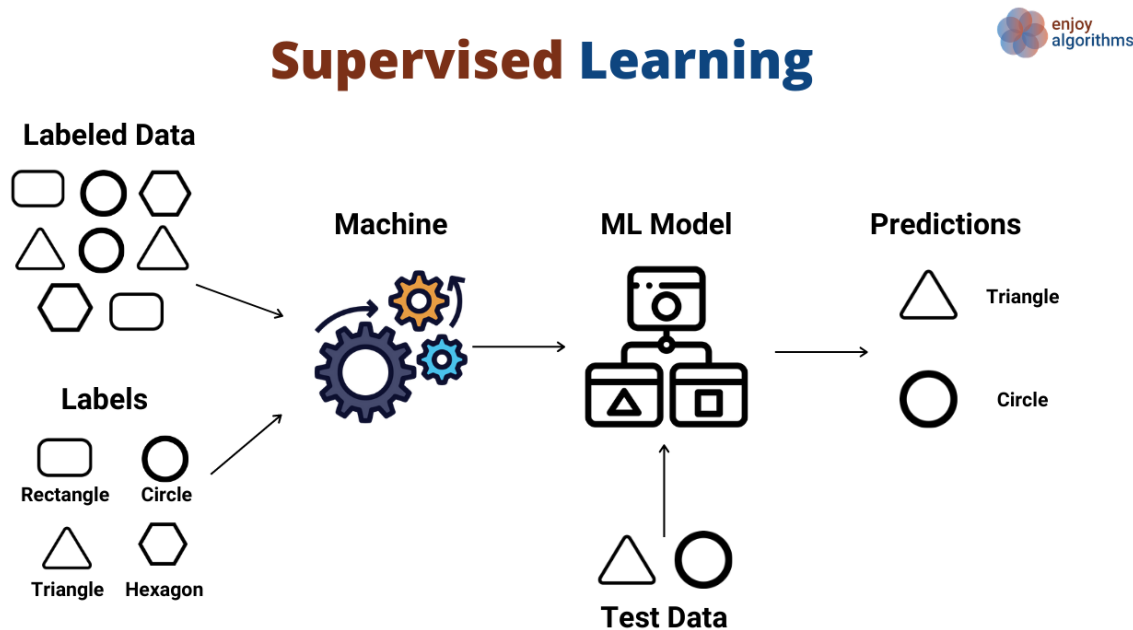 enjoy
algorithms
Supervised Learning
Labeled Data
Machine
ML Model
Predictions
Triangle
Circle
Labels
Rectangle
Circle
Triangle
Hexagon
Test Data